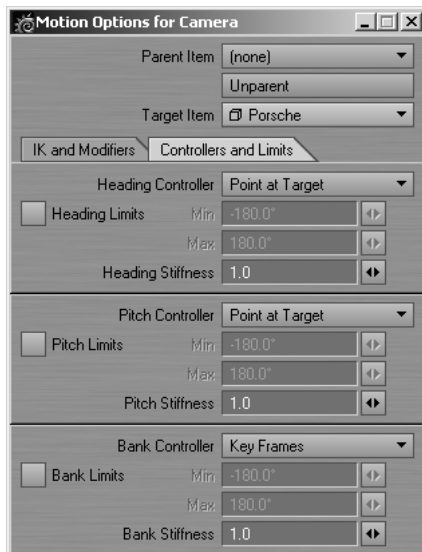 Motion Options for Camera
Parent Item (none)
Unparent
Target Item Porsche
IK and Modifiers Controllers and Limits
Heading Controller Point at Target
Heading Limits Min -180.0°
Max 180.0°
Heading Stiffness 1.0
Pitch Controller Point at Target
Pitch Limits Min -180.0°
Max 180.0°
Pitch Stiffness 1.0
Bank Controller Key Frames
Bank Limits Min -180.0°
Max 180.0°
Bank Stiffness 1.0